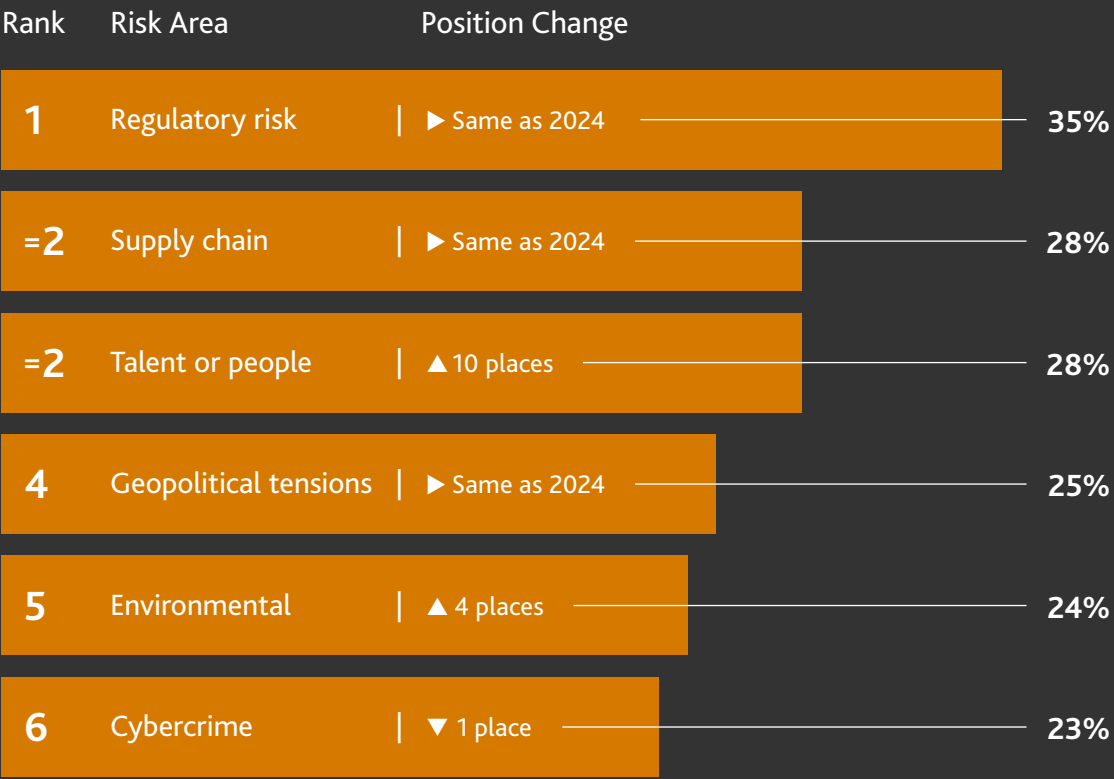 Rank Risk Area Position Change
1 Regulatory risk | ▶ Same as 2024 35%
=2 Supply chain | ▶ Same as 2024 28%
=2 Talent or people | ▲ 10 places 28%
4 Geopolitical tensions | ▶ Same as 2024 25%
5 Environmental | ▲ 4 places 24%
6 Cybercrime | ▼ 1 place 23%